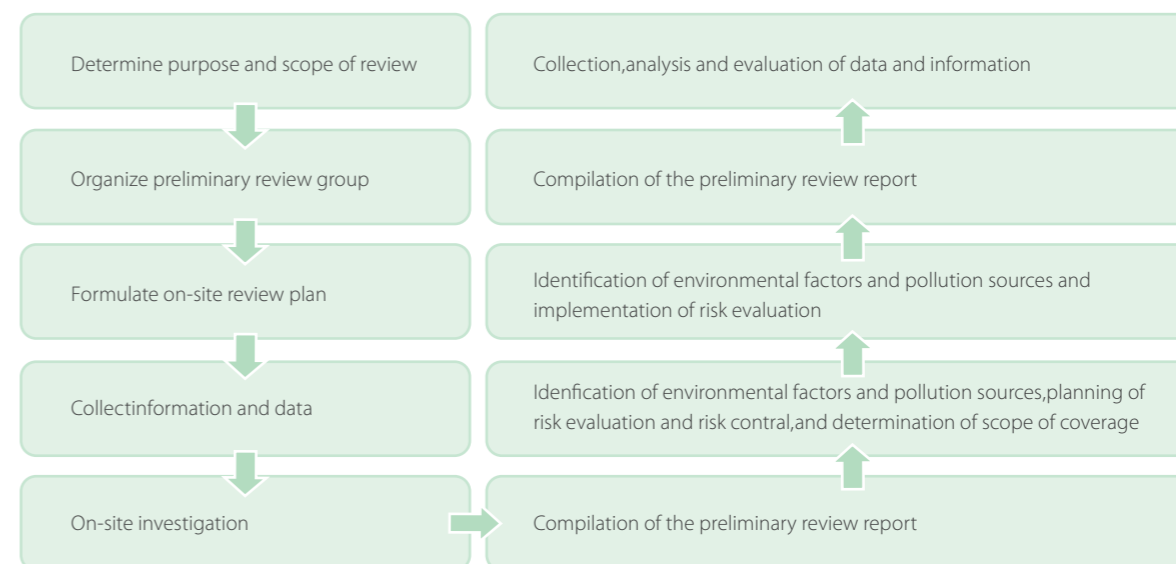 Determine purpose and scope of review
Organize preliminary review group
Formulate on-site review plan
Collectinformation and data
On-site investigation
Compilation of the preliminary review report
Idenfication of environmental factors and pollution sources,planning of
risk evaluation and risk contral,and determination of scope of coverage
Identification of environmental factors and pollution sources and
implementation of risk evaluation
Compilation of the preliminary review report
Collection,analysis and evaluation of data and information